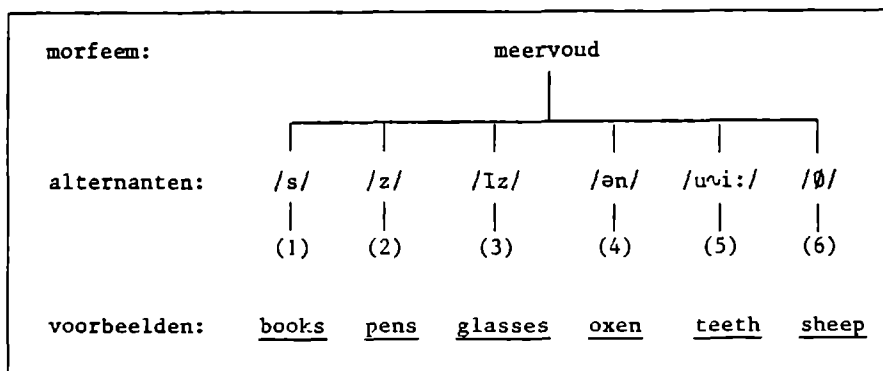 morfeem: meervoud
alternanten: /s/ /z/ /Iz/ /ən/ /u~i:/ /Ø/
(1) (2) (3) (4) (5) (6)
voorbeelden: books pens glasses oxen teeth sheep